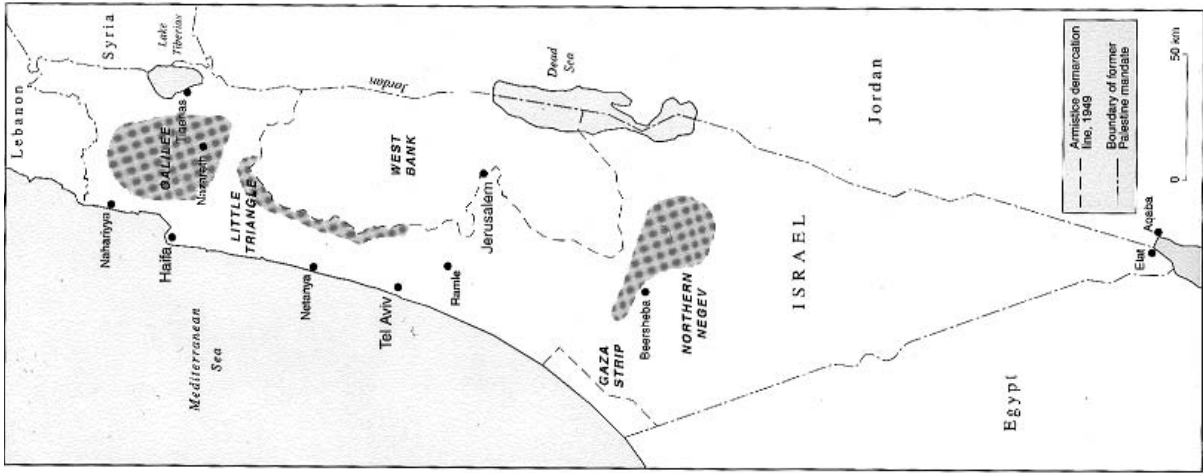 Lebanon
Syria
Lake
Tiberias
Nahariyya
GALILEE
Tiberias
Haifa
Nazareth
Mediterranean
Sea
LITTLE
TRIANGLE
Netanya
Jordan
WEST
BANK
Tel Aviv
Ramle
Jerusalem
Dead
Sea
GAZA
STRIP
Beersheba
NORTHERN
NEGEV
ISRAEL
Jordan
Egypt
Elat
Aqaba
Armistice demarcation
line, 1949
Boundary of former
Palestine mandate
0
50 km